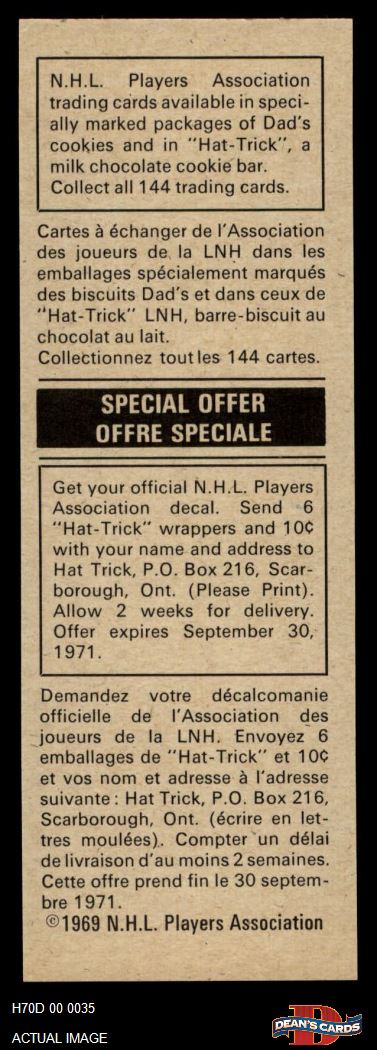 N.H.L. Players Association
trading cards available in speci-
ally marked packages of Dad's
cookies and in "Hat-Trick", a
milk chocolate cookie bar.
Collect all 144 trading cards.
Cartes à échanger de l'Association
des joueurs de la LNH dans les
emballages spécialement marqués
des biscuits Dad's et dans ceux de
"Hat-Trick" LNH, barre-biscuit au
chocolat au lait.
Collectionnez toutles 144 cartes.
SPECIAL OFFER
OFFRE SPECIALE
Get your official N.H.L. Players
Association decal. Send 6
"Hat-Trick" wrappers and 10¢
with your name and address to
Hat Trick, P.O. Box 216, Scar-
borough, Ont. (Please Print).
Allow 2 weeks for delivery.
Offer expires September 30,
1971.
Demandez votre décalcomanie
officielle de l'Association des
joueurs de la LNH. Envoyez 6
emballages de "Hat-Trick" et 10¢
et vos nom et adresse à l'adresse
suivante: Hat Trick, P.O. Box 216,
Scarborough, Ont. (écrire en let-
tres moulées). Compter un délai
de livraison d'au moins 2 semaines.
Cette offre prend fin le 30 septem-
bre 1971.
©1969 N.H.L. Players Association
H70D 00 0035
ACTUAL IMAGE
D
DEAN'S CARDS